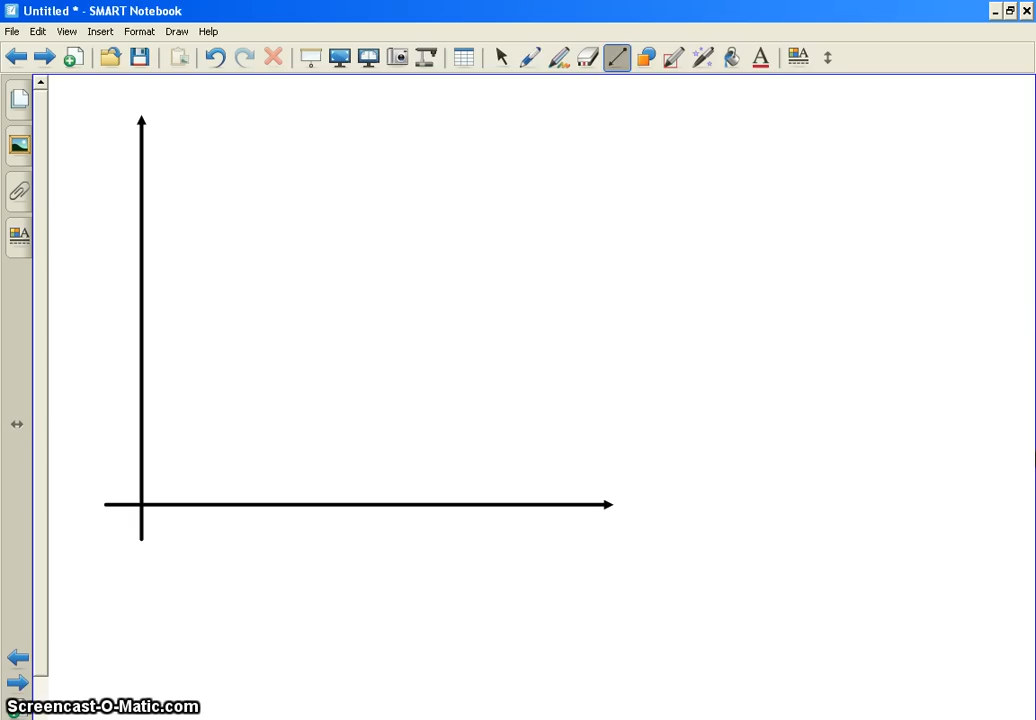 Untitled * - SMART Notebook
File Edit View Insert Format Draw Help
Screencast-O-Matic.com